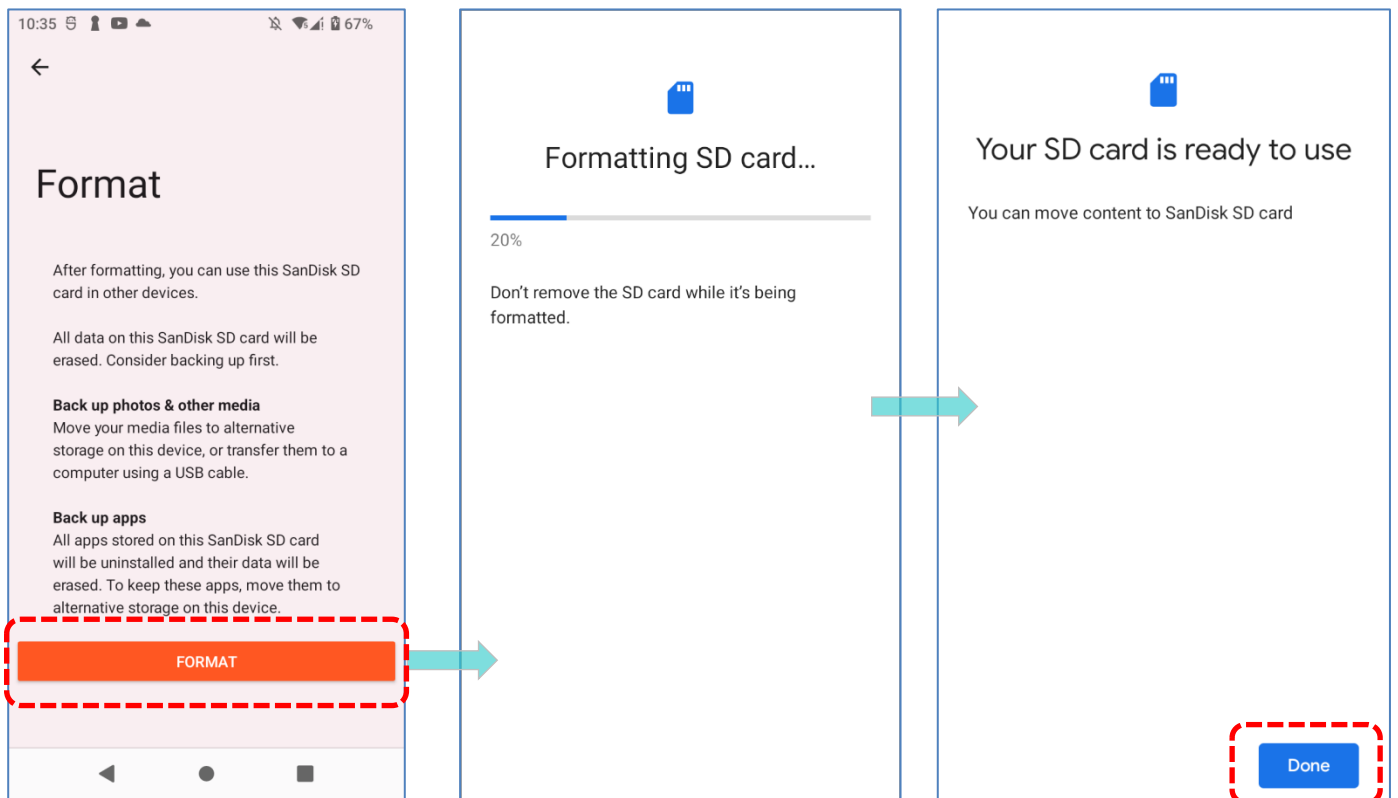 10:35
67%
Format
After formatting, you can use this SanDisk SD
card in other devices.
All data on this SanDisk SD card will be
erased. Consider backing up first.
Back up photos & other media
Move your media files to alternative
storage on this device, or transfer them to a
computer using a USB cable.
Back up apps
All apps stored on this SanDisk SD card
will be uninstalled and their data will be
erased. To keep these apps, move them to
alternative storage on this device.
FORMAT
Formatting SD card...
20%
Don’t remove the SD card while it’s being
formatted.
Your SD card is ready to use
You can move content to SanDisk SD card
Done